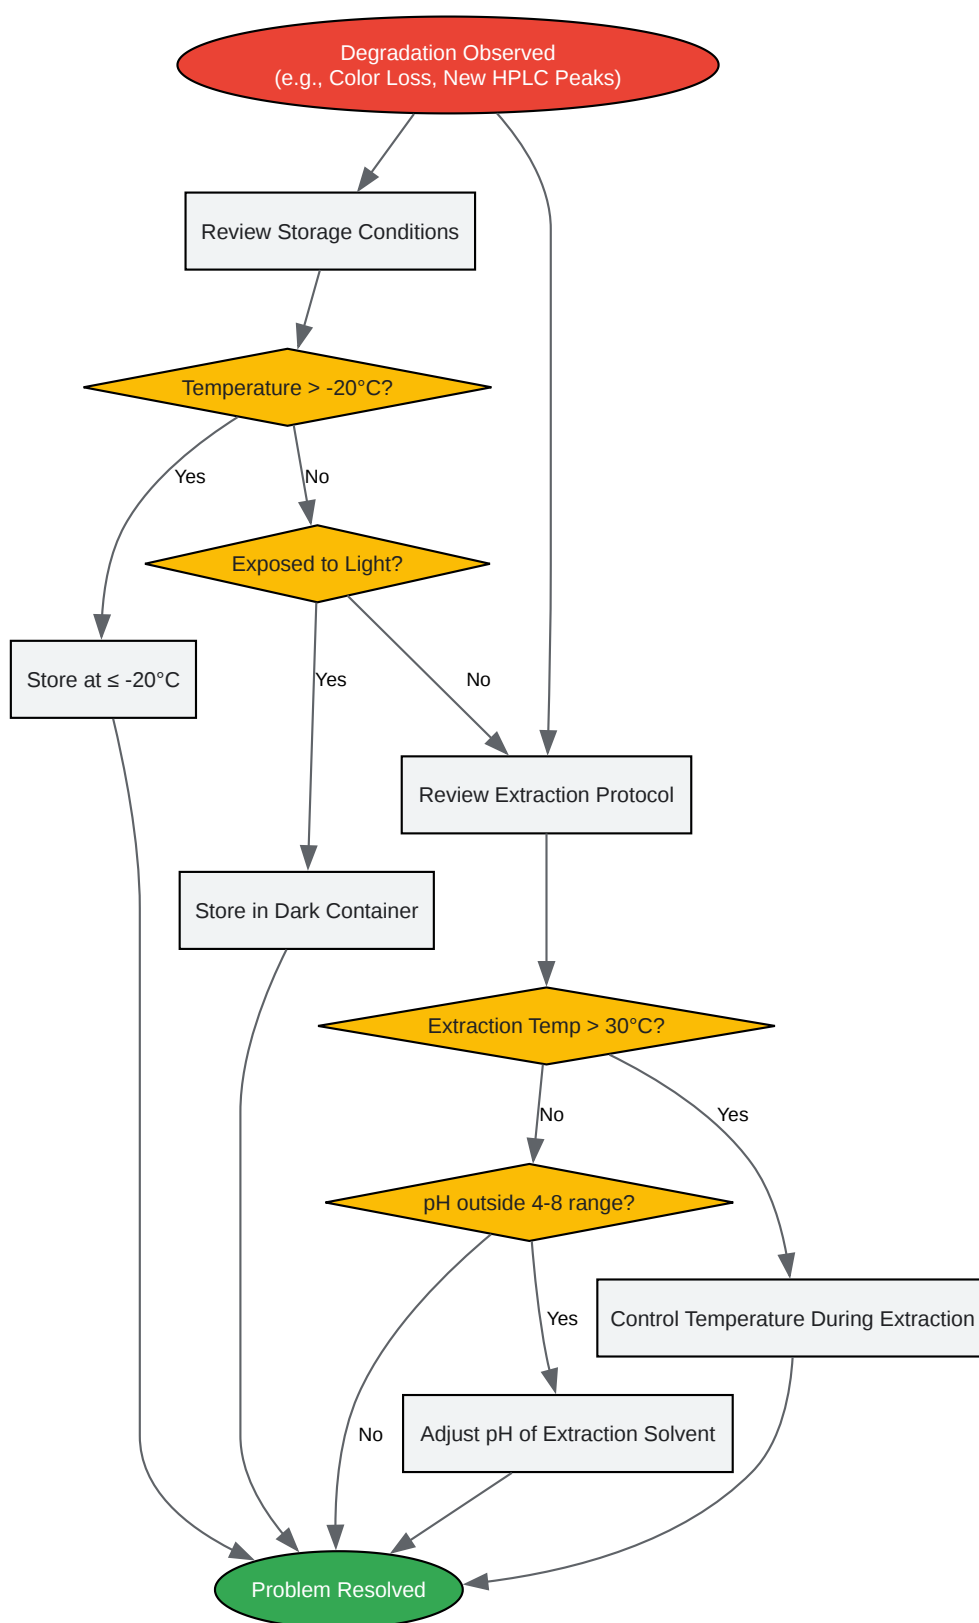 Degradation Observed
(e.g., Color Loss, New HPLC Peaks)
Review Storage Conditions
Temperature > -20°C?
Yes
No
Exposed to Light?
Store at ≤ -20°C
Yes
No
Review Extraction Protocol
Store in Dark Container
Extraction Temp > 30°C?
No
Yes
pH outside 4-8 range?
Yes
Control Temperature During Extraction
No
Adjust pH of Extraction Solvent
Problem Resolved